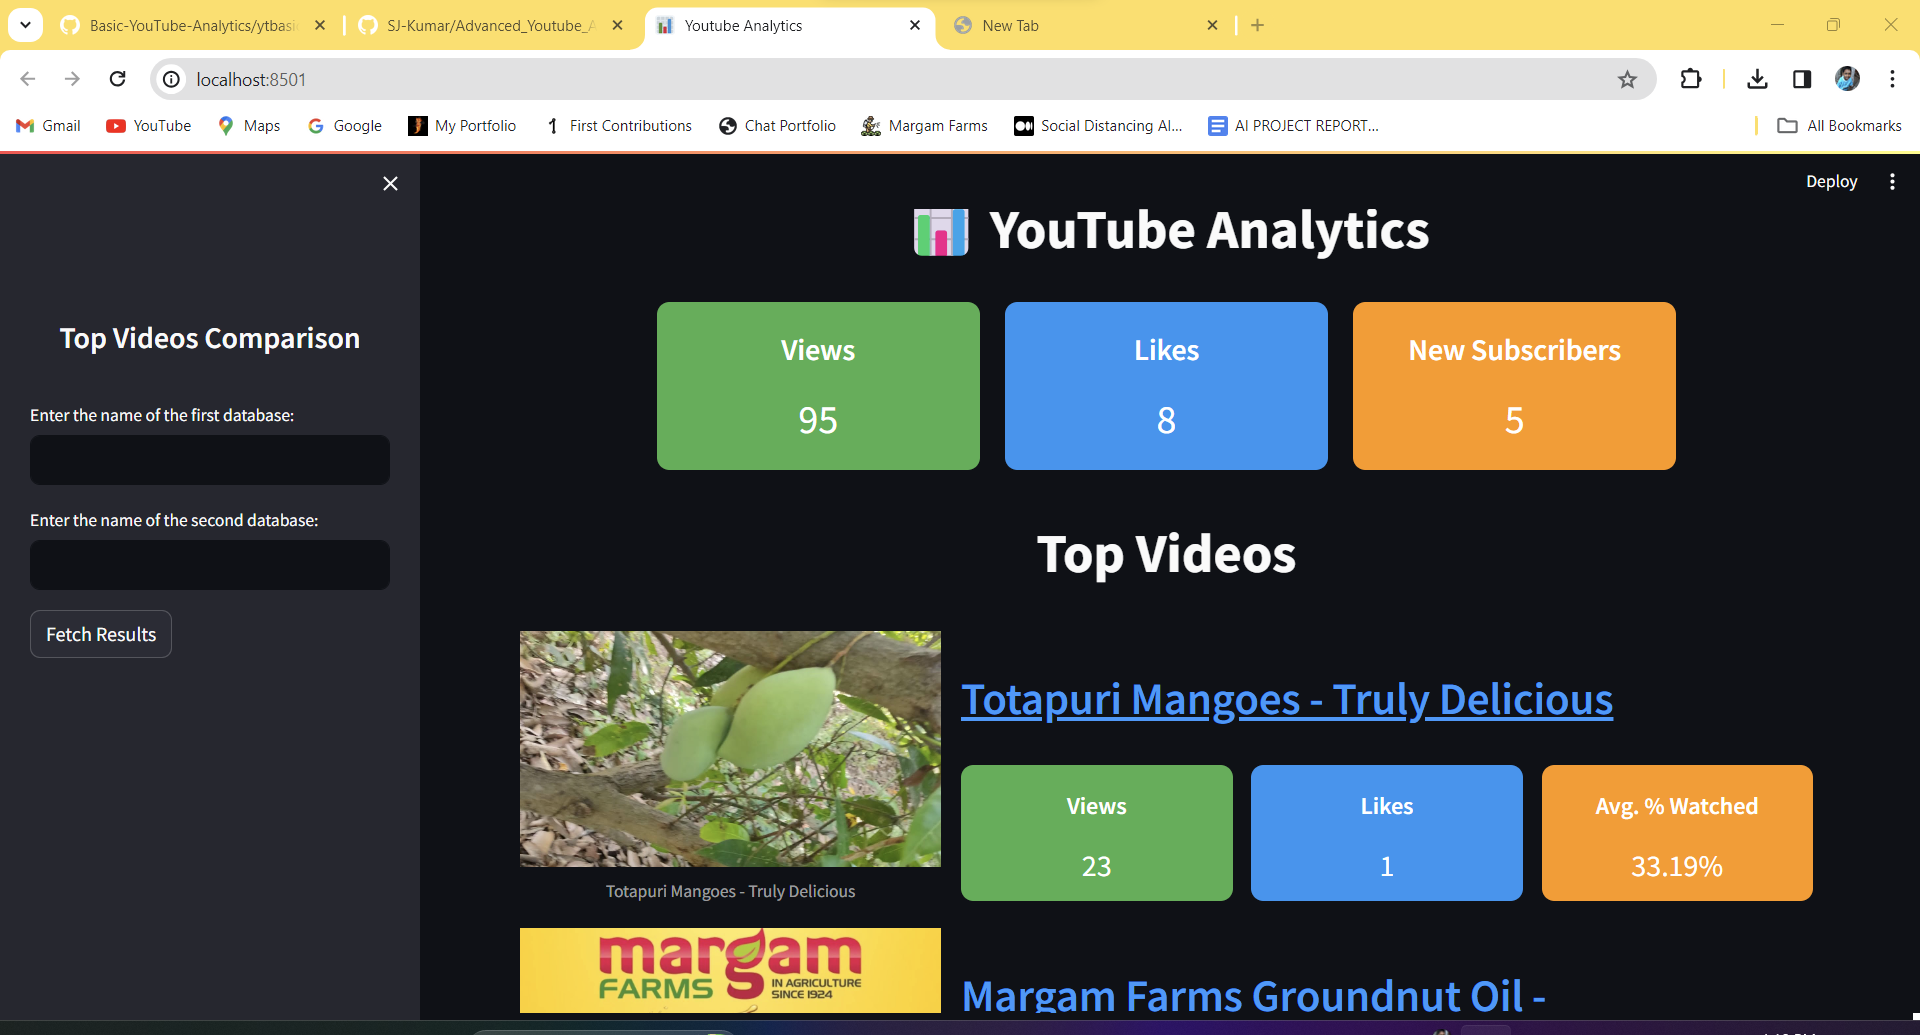 Basic-YouTube-Analytics/ytbasi
SJ-Kumar/Advanced_Youtube_A
Youtube Analytics
New Tab
localhost:8501
Gmail
YouTube
Maps
Google
My Portfolio
First Contributions
Chat Portfolio
Margam Farms
Social Distancing AI...
AI PROJECT REPORT...
All Bookmarks
Deploy
Top Videos Comparison
Enter the name of the first database:
Enter the name of the second database:
Fetch Results
YouTube Analytics
Views
95
Likes
8
New Subscribers
5
Top Videos
Totapuri Mangoes - Truly Delicious
Totapuri Mangoes - Truly Delicious
Views
23
Likes
1
Avg. % Watched
33.19%
margam
FARMS
IN AGRICULTURE
SINCE 1924
Margam Farms Groundnut Oil -